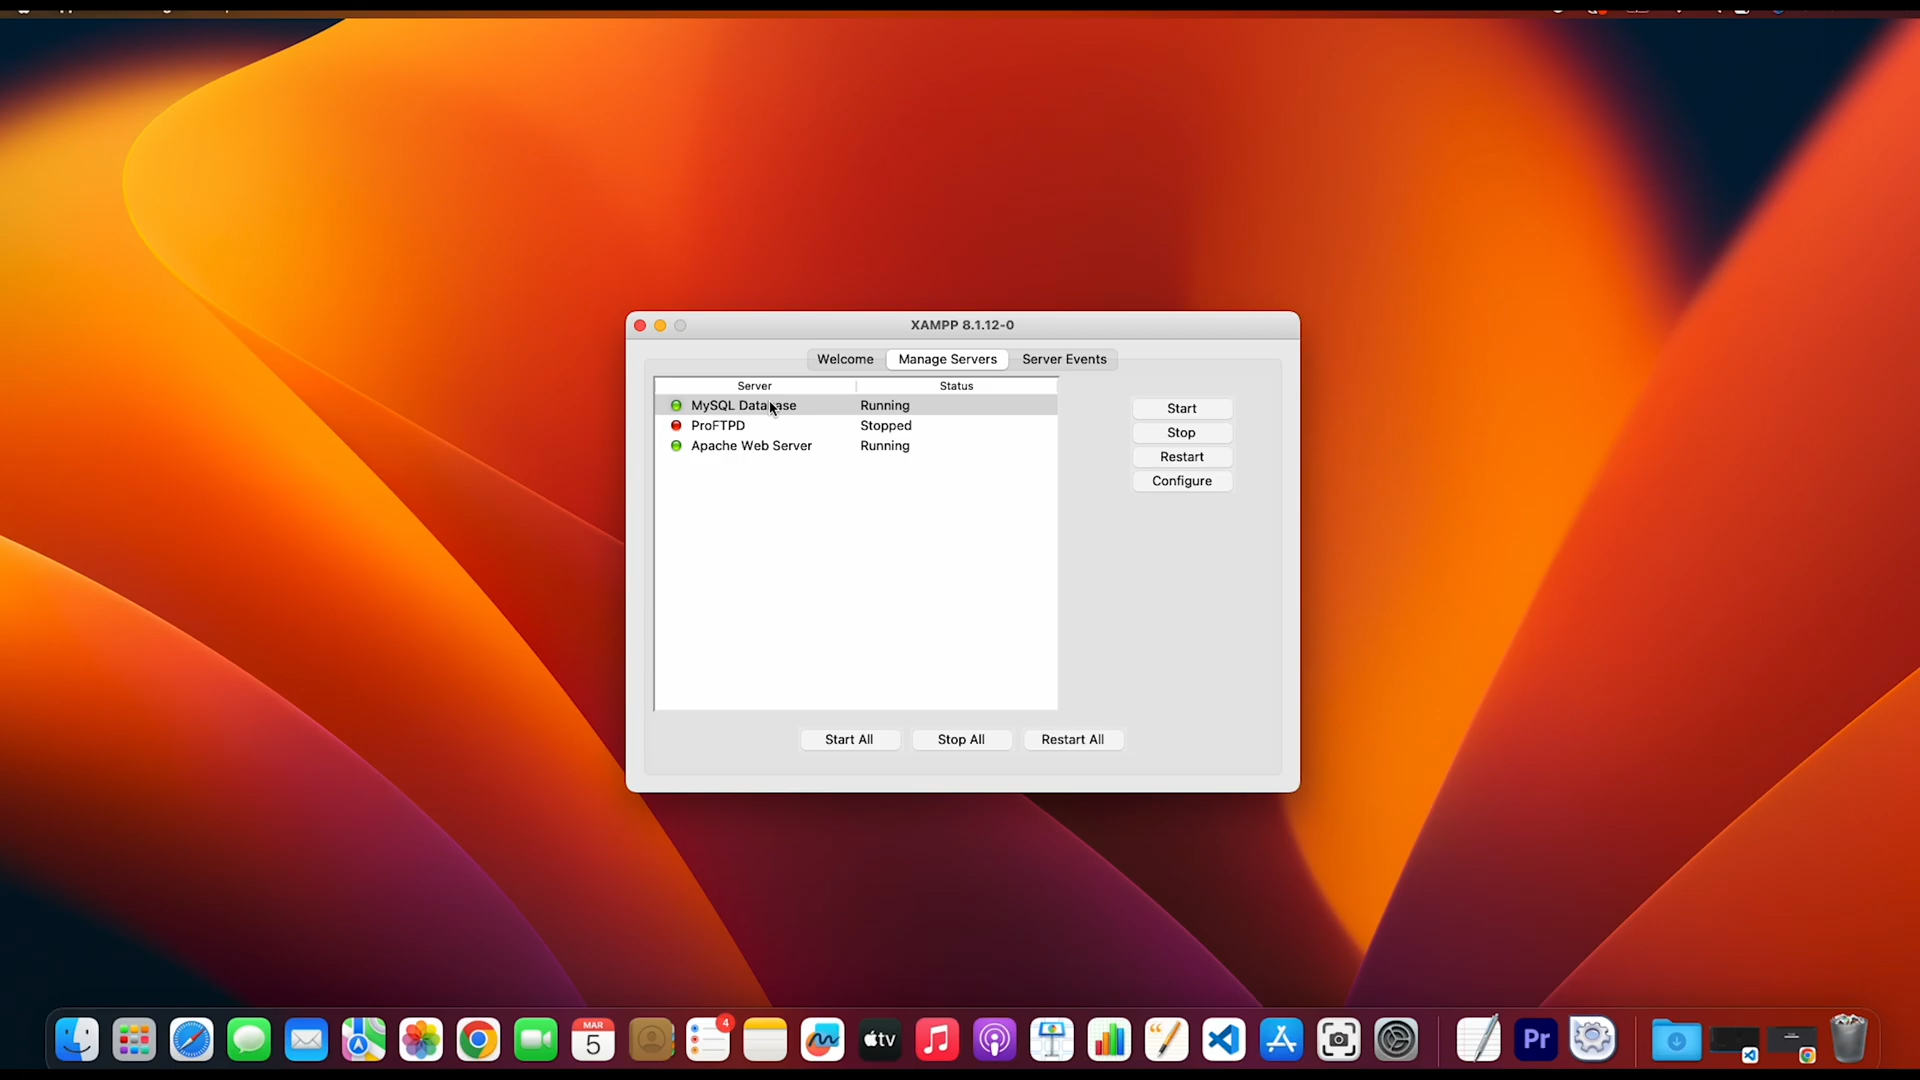 XAMPP 8.1.12-0
Welcome Manage Servers Server Events
Server Status
MySQL Database Running
ProFTPD Stopped
Apache Web Server Running
Start
Stop
Restart
Configure
Start All Stop All Restart All
4
MAR
5
tv
Pr